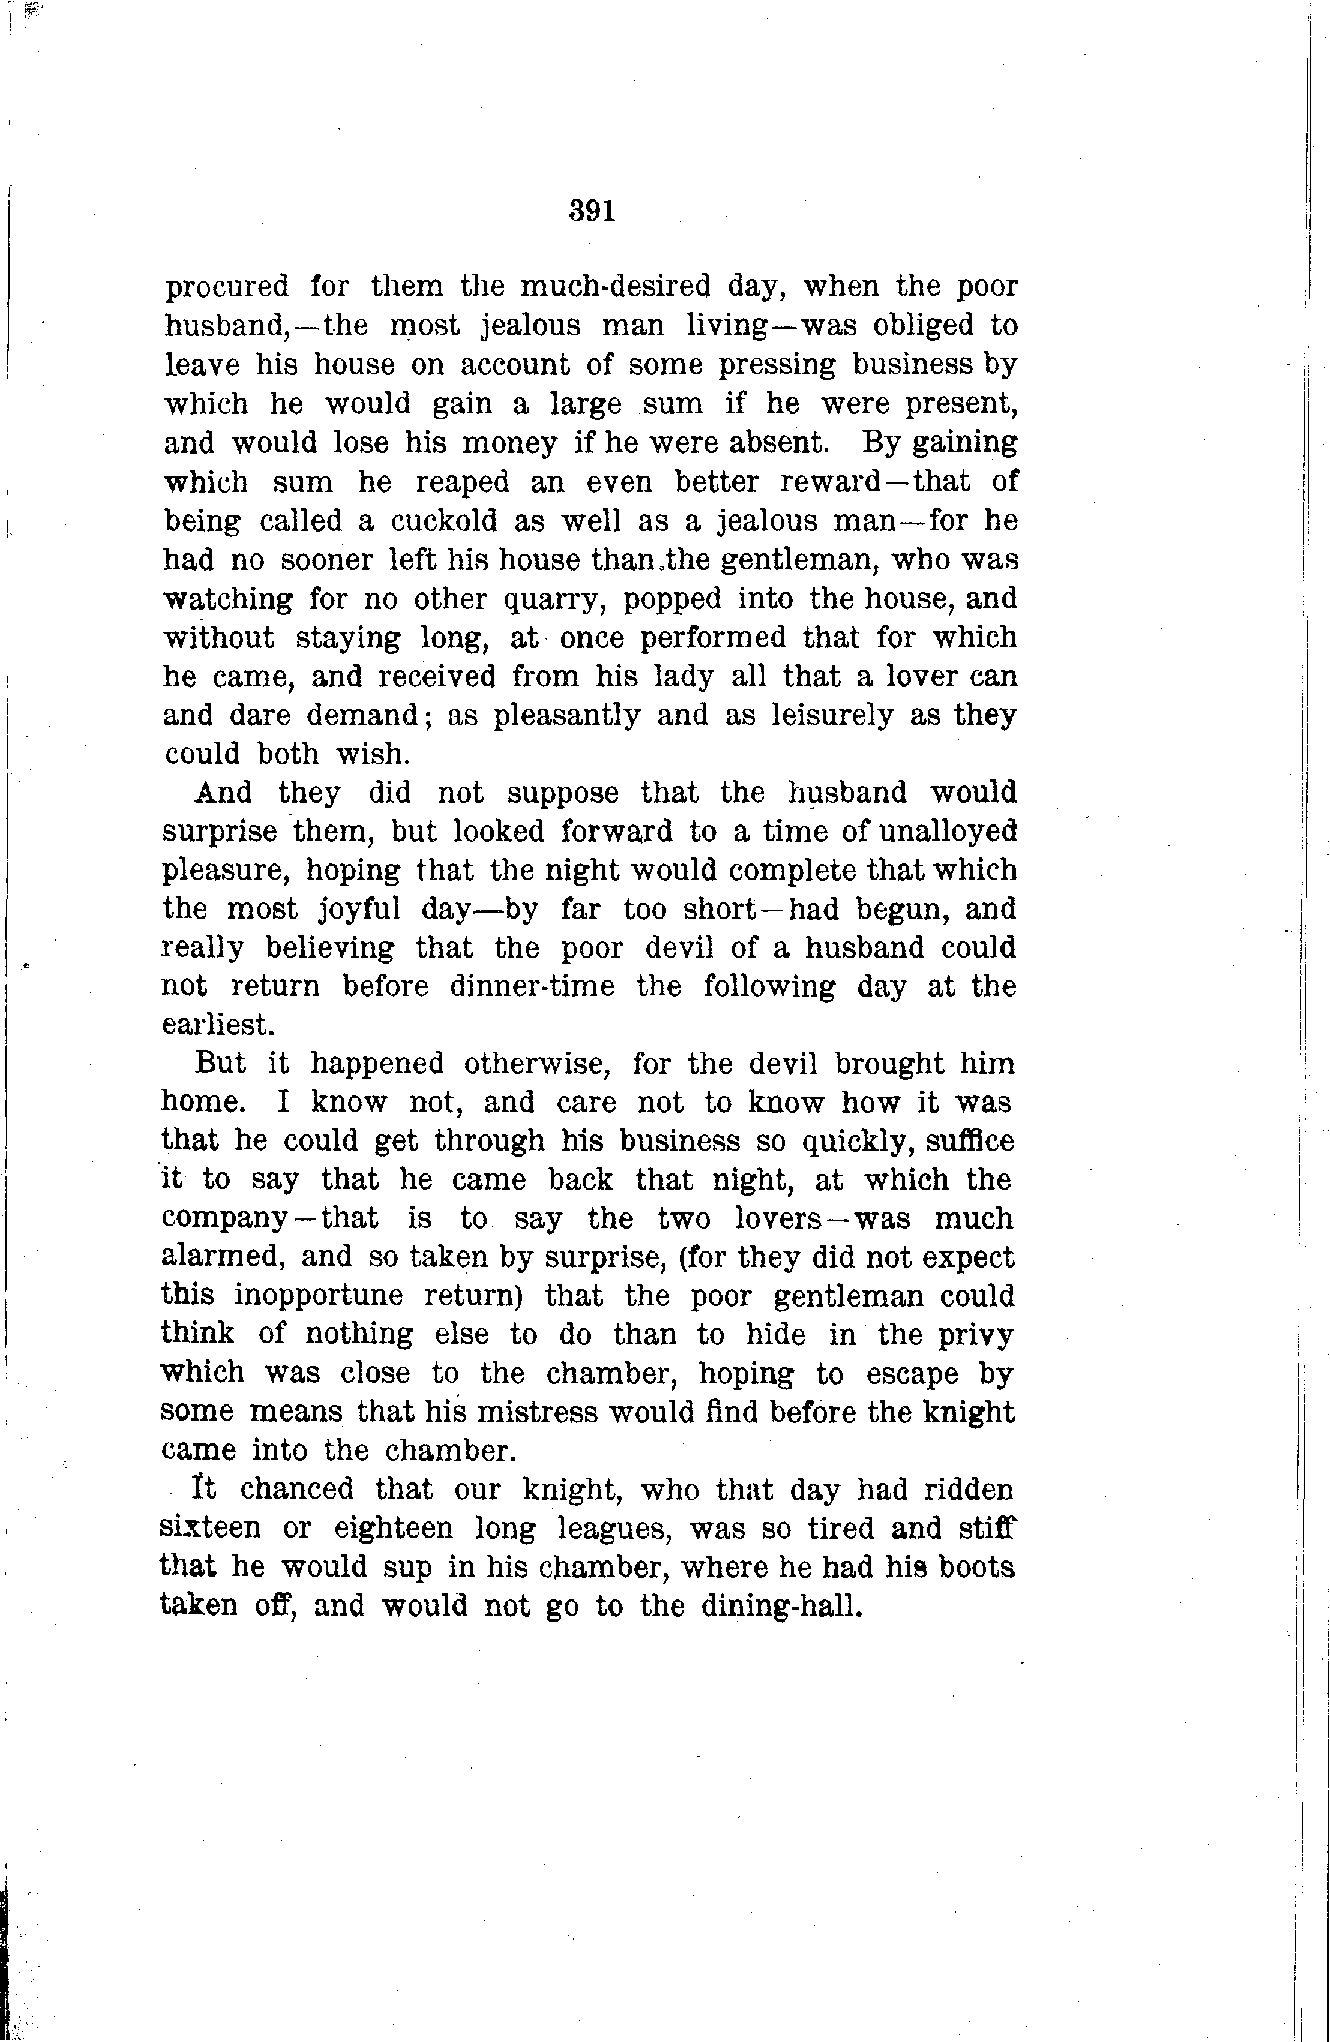 391
procured for them the much-desired day, when the poor
husband,—the most jealous man living—was obliged to
leave his house on account of some pressing business by
which he would gain a large sum if he were present,
and would lose his money if he were absent. By gaining
which sum he reaped an even better reward—that of
being called a cuckold as well as a jealous man—for he
had no sooner left his house than the gentleman, who was
watching for no other quarry, popped into the house, and
without staying long, at once performed that for which
he came, and received from his lady all that a lover can
and dare demand; as pleasantly and as leisurely as they
could both wish.
And they did not suppose that the husband would
surprise them, but looked forward to a time of unalloyed
pleasure, hoping that the night would complete that which
the most joyful day—by far too short—had begun, and
really believing that the poor devil of a husband could
not return before dinner-time the following day at the
earliest.
But it happened otherwise, for the devil brought him
home. I know not, and care not to know how it was
that he could get through his business so quickly, suffice
it to say that he came back that night, at which the
company—that is to say the two lovers—was much
alarmed, and so taken by surprise, (for they did not expect
this inopportune return) that the poor gentleman could
think of nothing else to do than to hide in the privy
which was close to the chamber, hoping to escape by
some means that his mistress would find before the knight
came into the chamber.
It chanced that our knight, who that day had ridden
sixteen or eighteen long leagues, was so tired and stiff
that he would sup in his chamber, where he had his boots
taken off, and would not go to the dining-hall.